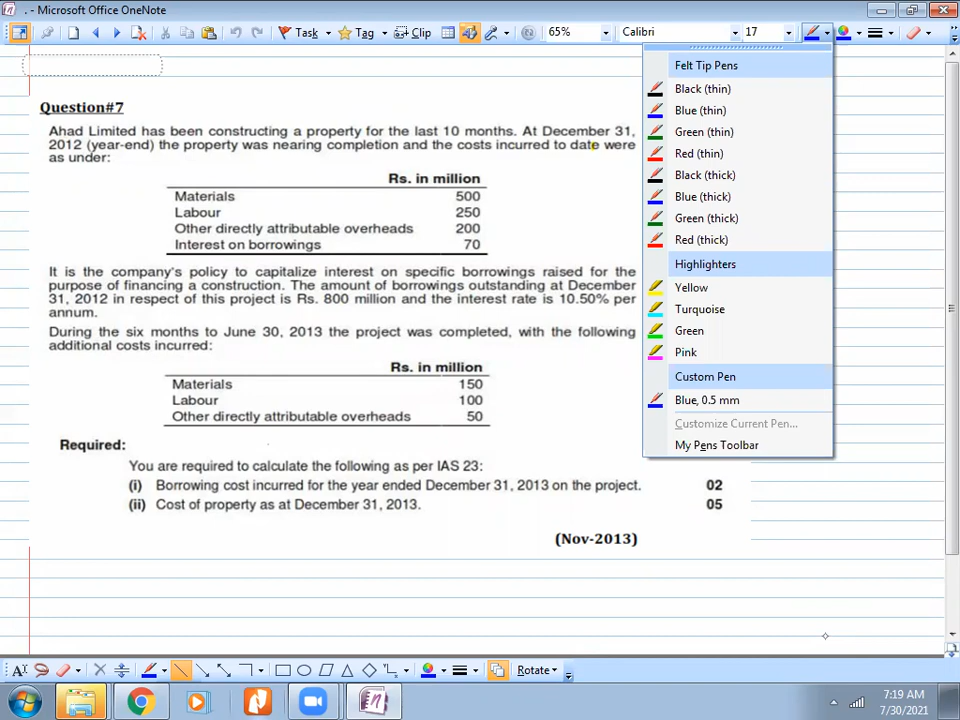 . - Microsoft Office OneNote
Task
Tag
Clip
65%
Calibri
17
Question#7
Ahad Limited has been constructing a property for the last 10 months. At December 31,
2012 (year-end) the property was nearing completion and the costs incurred to date were
as under:
Rs. in million
Materials 500
Labour 250
Other directly attributable overheads 200
Interest on borrowings 70
It is the company's policy to capitalize interest on specific borrowings raised for the
purpose of financing a construction. The amount of borrowings outstanding at December
31, 2012 in respect of this project is Rs. 800 million and the interest rate is 10.50% per
annum.
During the six months to June 30, 2013 the project was completed, with the following
additional costs incurred:
Rs. in million
Materials 150
Labour 100
Other directly attributable overheads 50
Required:
You are required to calculate the following as per IAS 23:
(i) Borrowing cost incurred for the year ended December 31, 2013 on the project. 02
(ii) Cost of property as at December 31, 2013. 05
(Nov-2013)
Felt Tip Pens
Black (thin)
Blue (thin)
Green (thin)
Red (thin)
Black (thick)
Blue (thick)
Green (thick)
Red (thick)
Highlighters
Yellow
Turquoise
Green
Pink
Custom Pen
Blue, 0.5 mm
Customize Current Pen...
My Pens Toolbar
Rotate
7:19 AM
7/30/2021